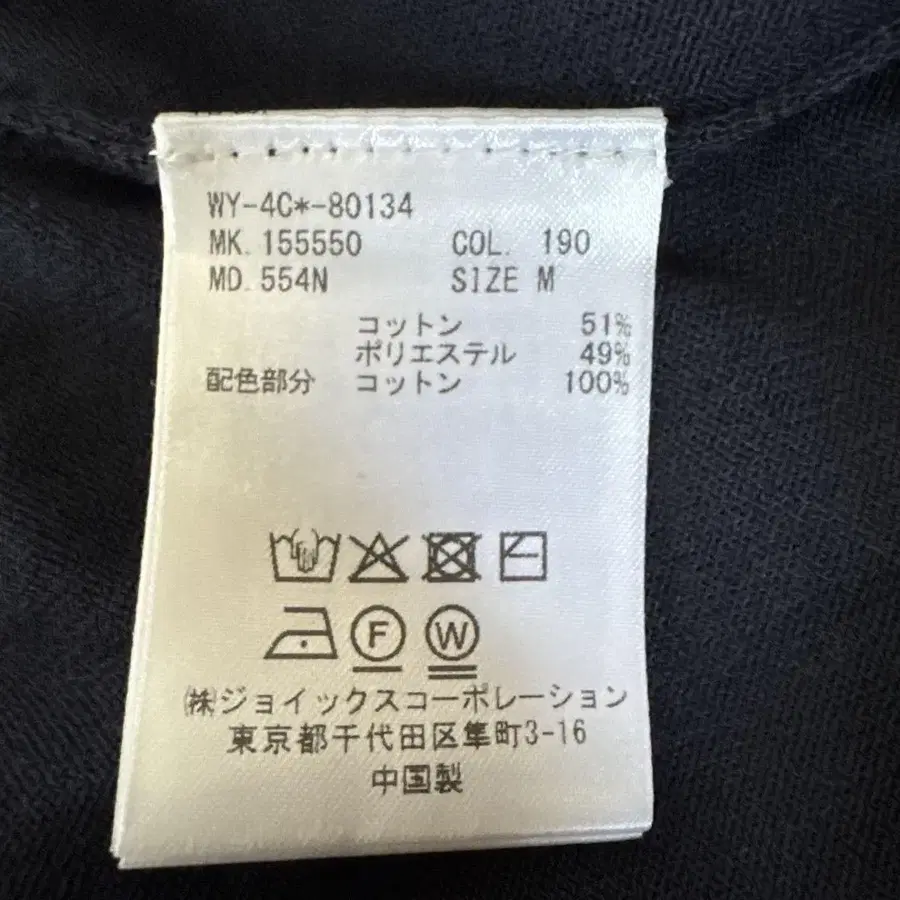 WY-4C*-80134
MK. 155550 COL. 190
MD. 554N SIZE M
コットン 51%
ポリエステル 49%
配色部分 コットン 100%
F W
㈱ジョイックスコーポレーション
東京都千代田区隼町3-16
中国製